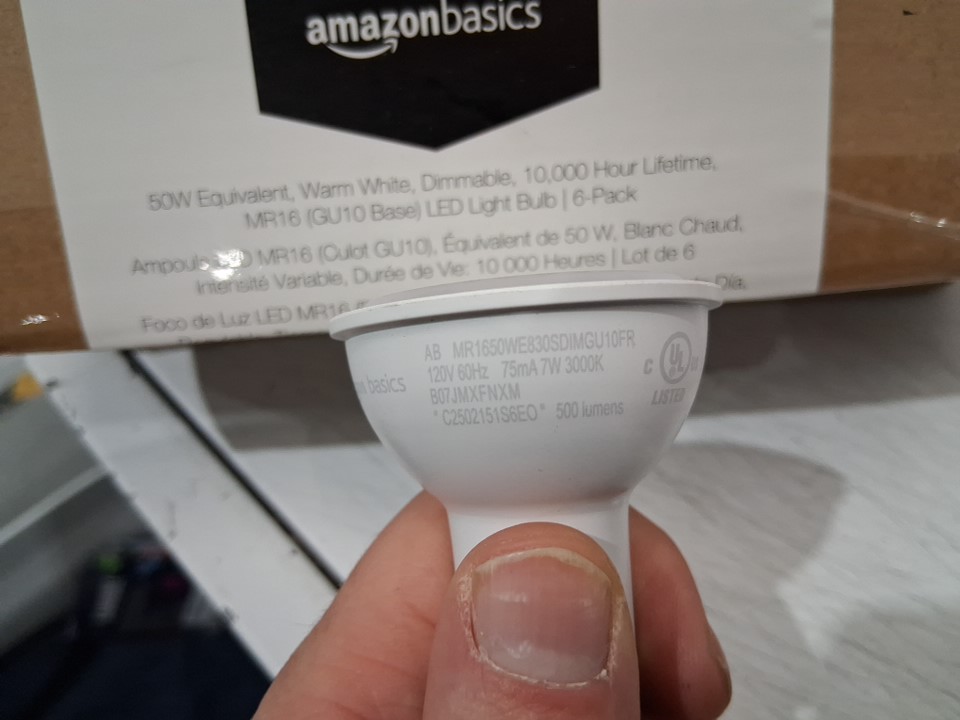 amazonbasics
50W Equivalent, Warm White, Dimmable, 10,000 Hour Lifetime,
MR16 (GU10 Base) LED Light Bulb | 6-Pack
MR16 (Culot GU10), Équivalent de 50 W, Blanc Chaud,
Intensité Variable, Durée de Vie: 10 000 Heures | Lot de 6
Foco de Luz LED MR16
Día,
basics
AB MR1650WE830SDIMGU10FR
120V 60Hz 75mA 7W 3000K
B07JMXFNXM
*C2502151S6EO* 500 lumens
C UL
LISTED